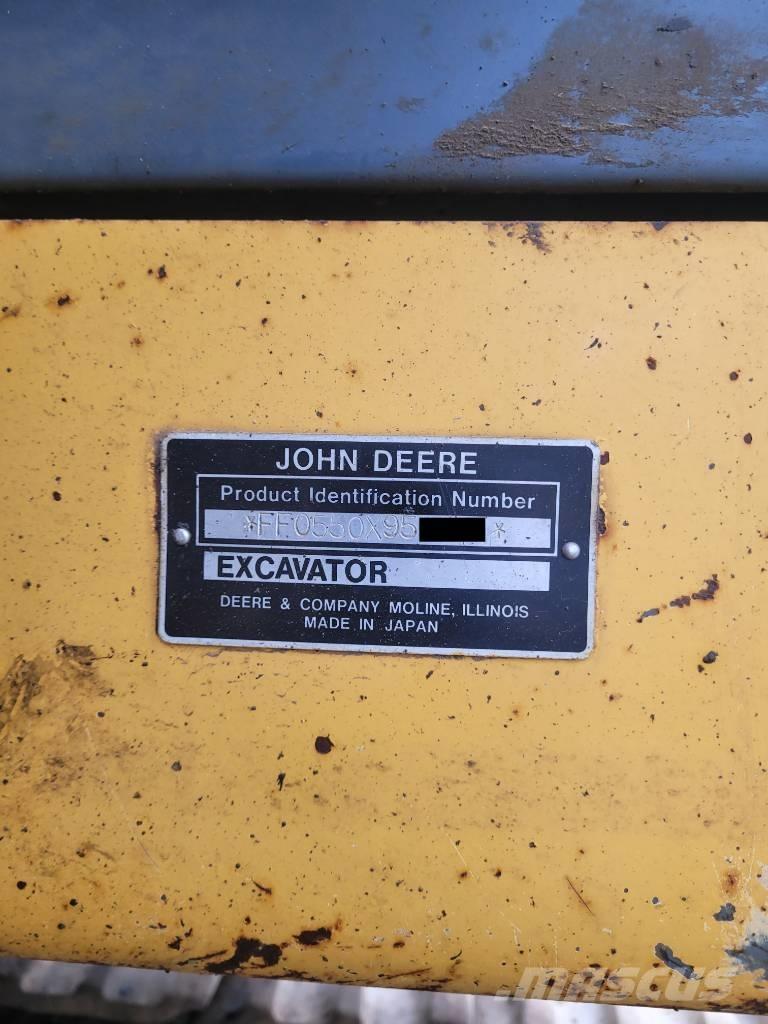 JOHN DEERE
Product Identification Number
*FF0550X95 *
EXCAVATOR
DEERE & COMPANY MOLINE, ILLINOIS
MADE IN JAPAN
MASCUS